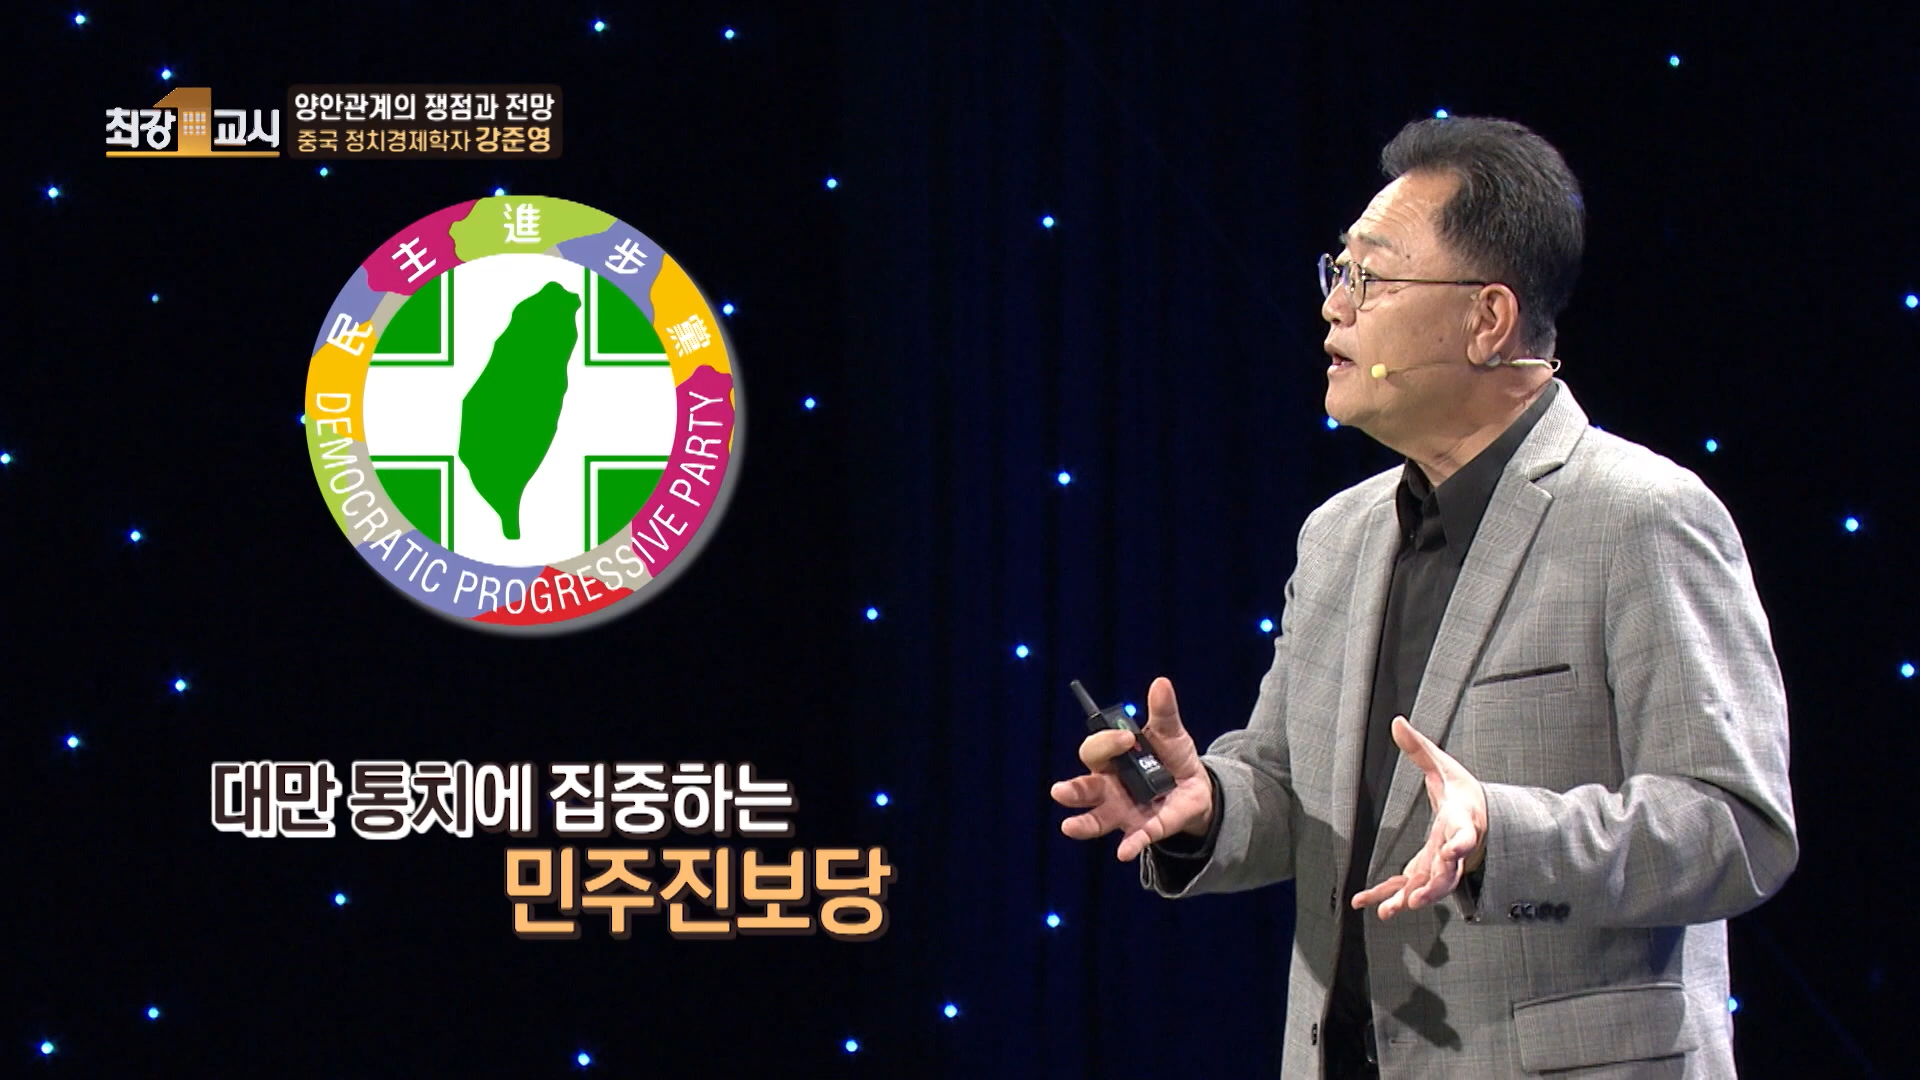 최강1교시
양안관계의 쟁점과 전망
중국 정치경제학자 강준영
民主進步黨
DEMOCRATIC PROGRESSIVE PARTY
대만 통치에 집중하는
민주진보당